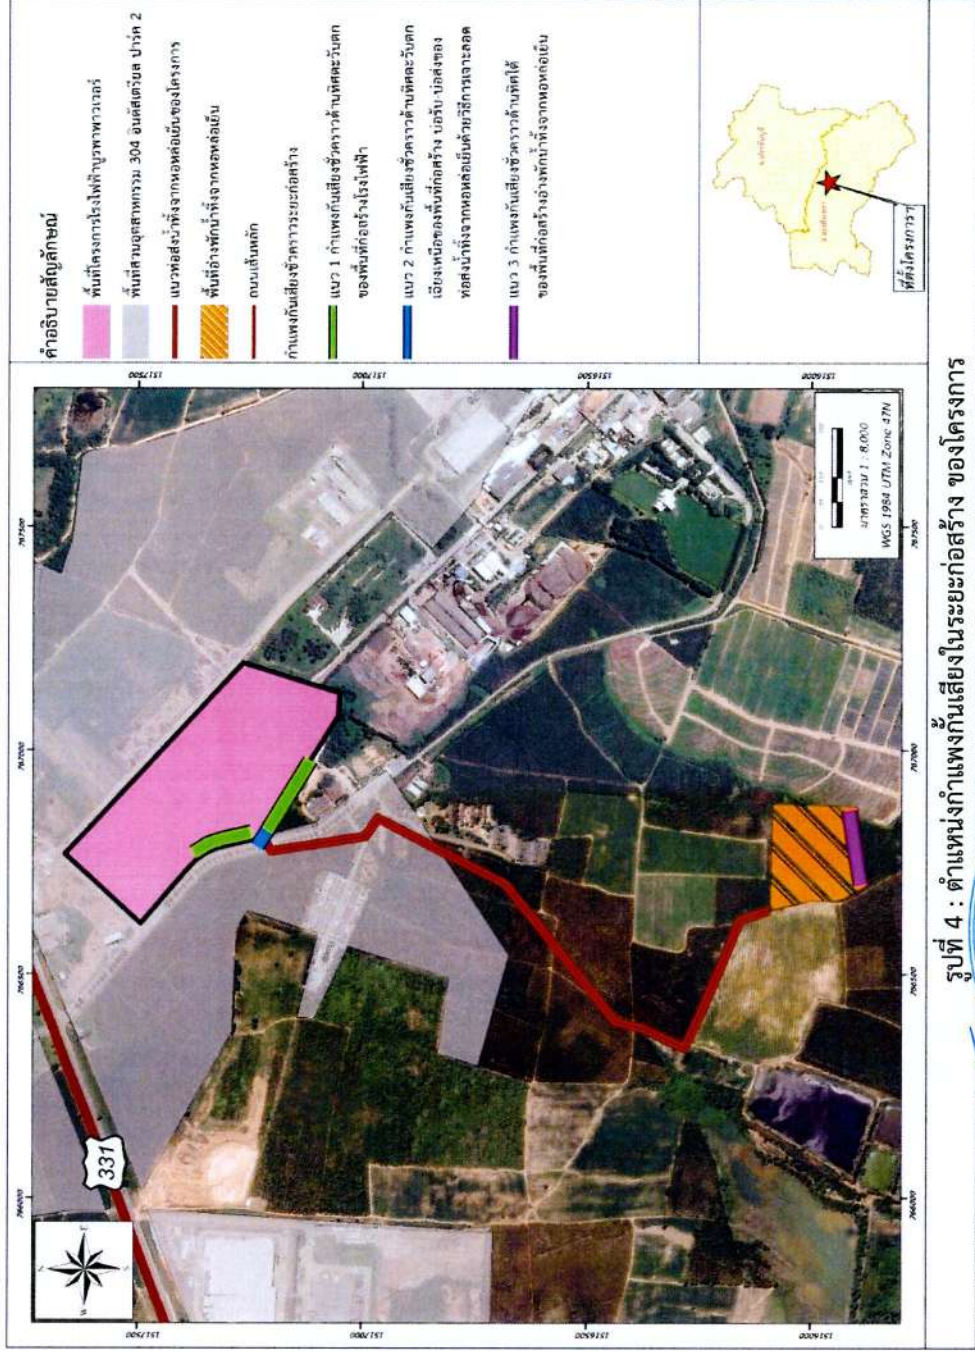 คำอธิบายสัญลักษณ์
พื้นที่โครงการโรงไฟฟ้าบูรพาพาวเวอร์
พื้นที่สวนอุตสาหกรรม 304 อินดัสเตรียล ปาร์ค 2
แนวท่อส่งน้ำทิ้งจากหอหล่อเย็นของโครงการ
พื้นที่อ่างพักน้ำทิ้งจากหอหล่อเย็น
ถนนเส้นหลัก
กำแพงกันเสียงชั่วคราวระยะก่อสร้าง
แนว 1 กำแพงกันเสียงชั่วคราวด้านทิศตะวันตก
ของพื้นที่ก่อสร้างโรงไฟฟ้า
แนว 2 กำแพงกันเสียงชั่วคราวด้านทิศตะวันตก
เฉียงเหนือของพื้นที่ก่อสร้าง บ่อรับ-บ่อส่งของ
ท่อส่งน้ำทิ้งจากหอหล่อเย็นด้วยวิธีการเจาะลอด
แนว 3 กำแพงกันเสียงชั่วคราวด้านทิศใต้
ของพื้นที่ก่อสร้างอ่างพักน้ำทิ้งจากหอหล่อเย็น
ที่ตั้งโครงการฯ
766000
766500
767000
767500
1517500
1517000
1516500
1516000
331
มาตราส่วน 1 : 8,000
WGS 1984 UTM Zone 47N
1517500
1517000
1516500
1516000
766000
766500
767000
767500
รูปที่ 4 : ตำแหน่งกำแพงกั้นเสียงในระยะก่อสร้าง ของโครงการ